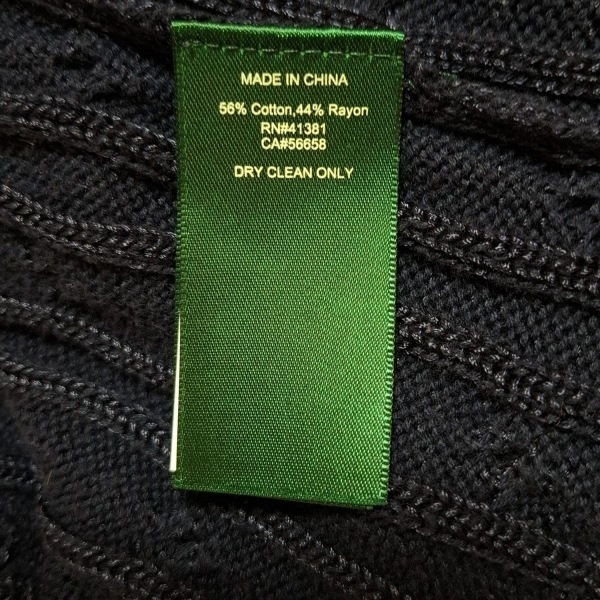 MADE IN CHINA
56% Cotton,44% Rayon
RN#41381
CA#56658
DRY CLEAN ONLY